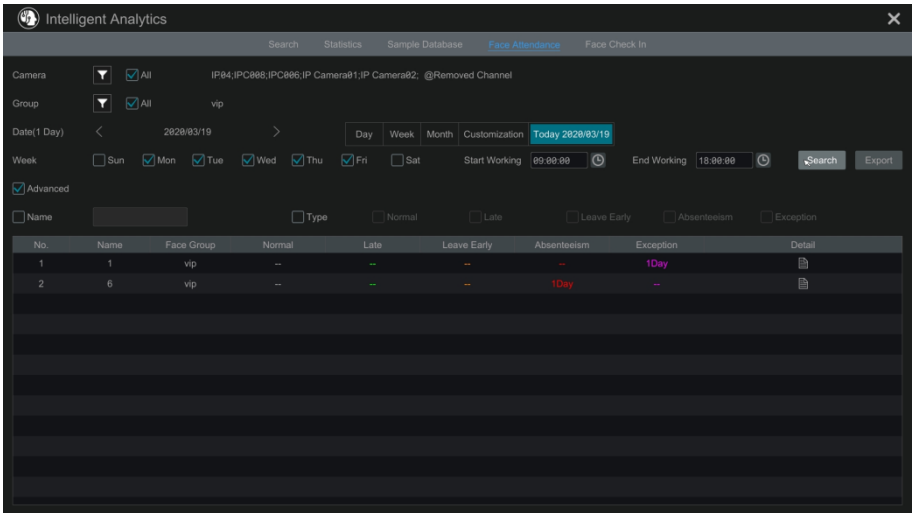 Intelligent Analytics
Search Statistics Sample Database Face Attendance Face Check In
Camera All IP04;IPC008;IPC006;IP Camera01;IP Camera02; @Removed Channel
Group All vip
Date(1 Day) < 2020/03/19 > Day Week Month Customization Today 2020/03/19
Week Sun Mon Tue Wed Thu Fri Sat Start Working 09:00:00 End Working 18:00:00 Search Export
Advanced
Name Type Normal Late Leave Early Absenteeism Exception
No. Name Face Group Normal Late Leave Early Absenteeism Exception Detail
1 1 vip -- -- -- -- 1Day
2 6 vip -- -- -- 1Day --